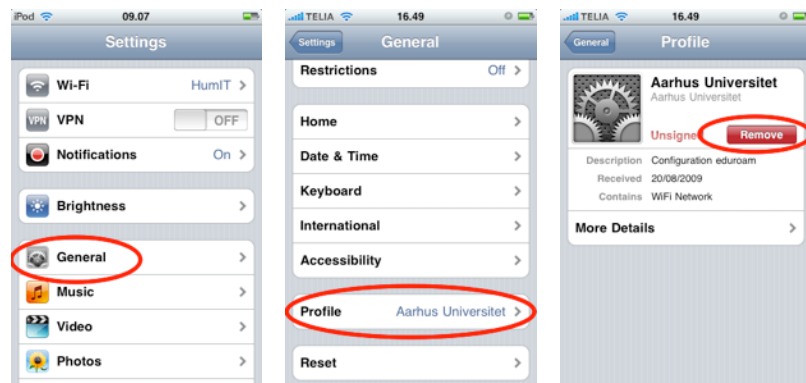 iPod 09.07
Settings
Wi-Fi HumIT
VPN VPN OFF
Notifications On
Brightness
General
Music
Video
Photos
TELIA 16.49
Settings General
Restrictions Off
Home
Date & Time
Keyboard
International
Accessibility
Profile Aarhus Universitet
Reset
TELIA 16.49
General Profile
Aarhus Universitet
Aarhus Universitet
Unsigne Remove
Description Configuration eduroam
Received 20/08/2009
Contains WiFi Network
More Details